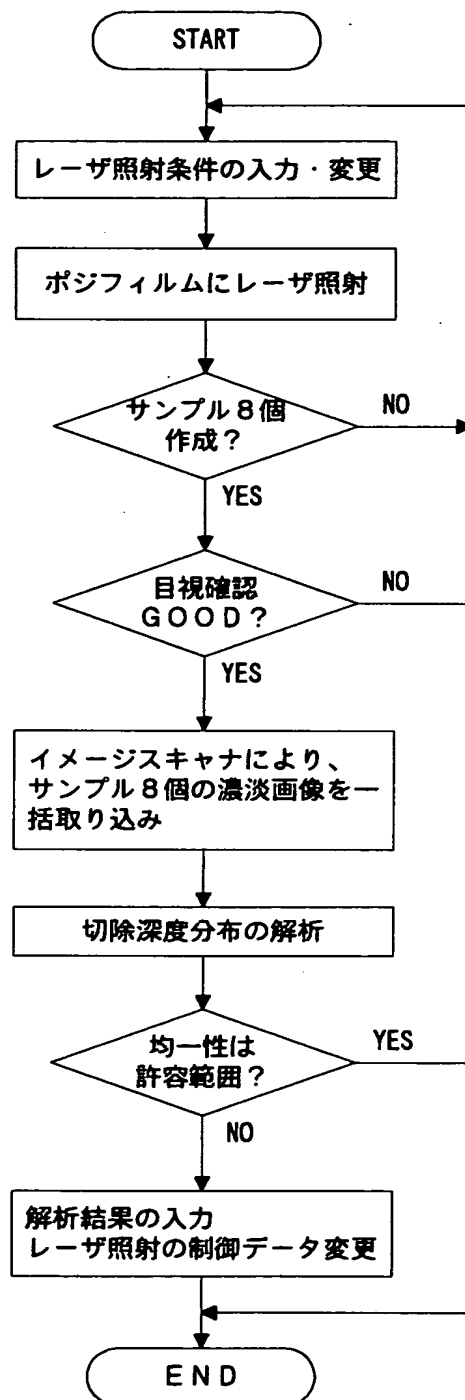 START
レーザ照射条件の入力・変更
ポジフィルムにレーザ照射
サンプル８個
作成？
NO
YES
目視確認
ＧＯＯＤ？
NO
YES
イメージスキャナにより、
サンプル８個の濃淡画像を一
括取り込み
切除深度分布の解析
均一性は
許容範囲？
YES
NO
解析結果の入力
レーザ照射の制御データ変更
ＥＮＤ